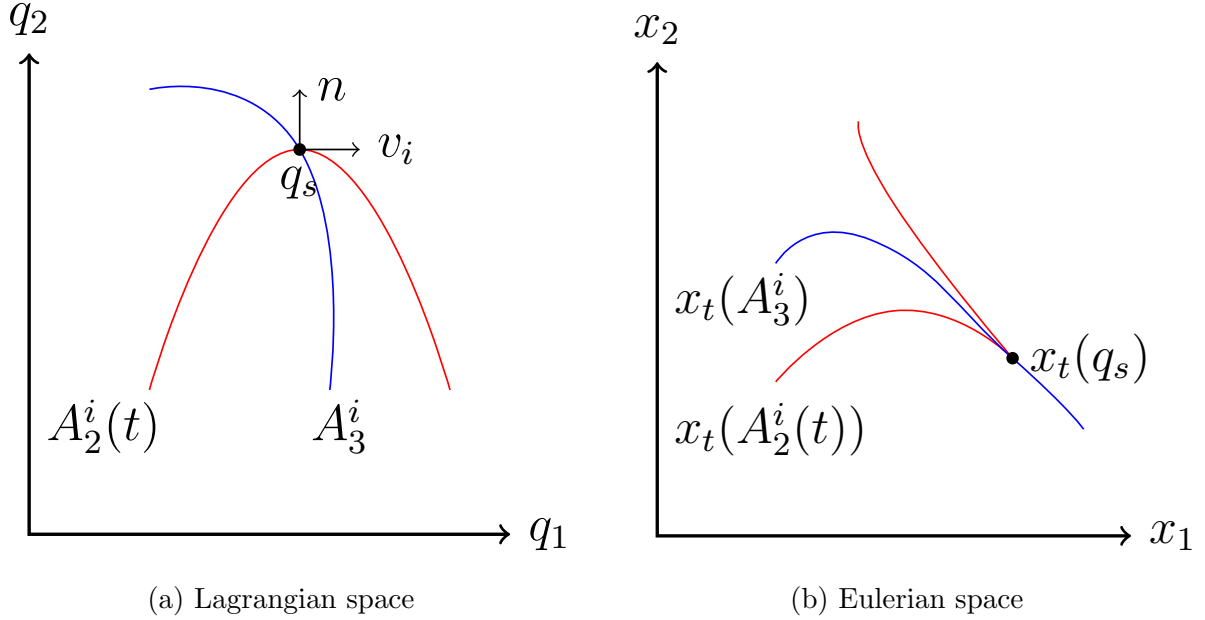 q₂
n
vᵢ
qₛ
A₂ⁱ(t)
A₃ⁱ
q₁
(a) Lagrangian space
x₂
xₜ(A₃ⁱ)
xₜ(qₛ)
xₜ(A₂ⁱ(t))
x₁
(b) Eulerian space